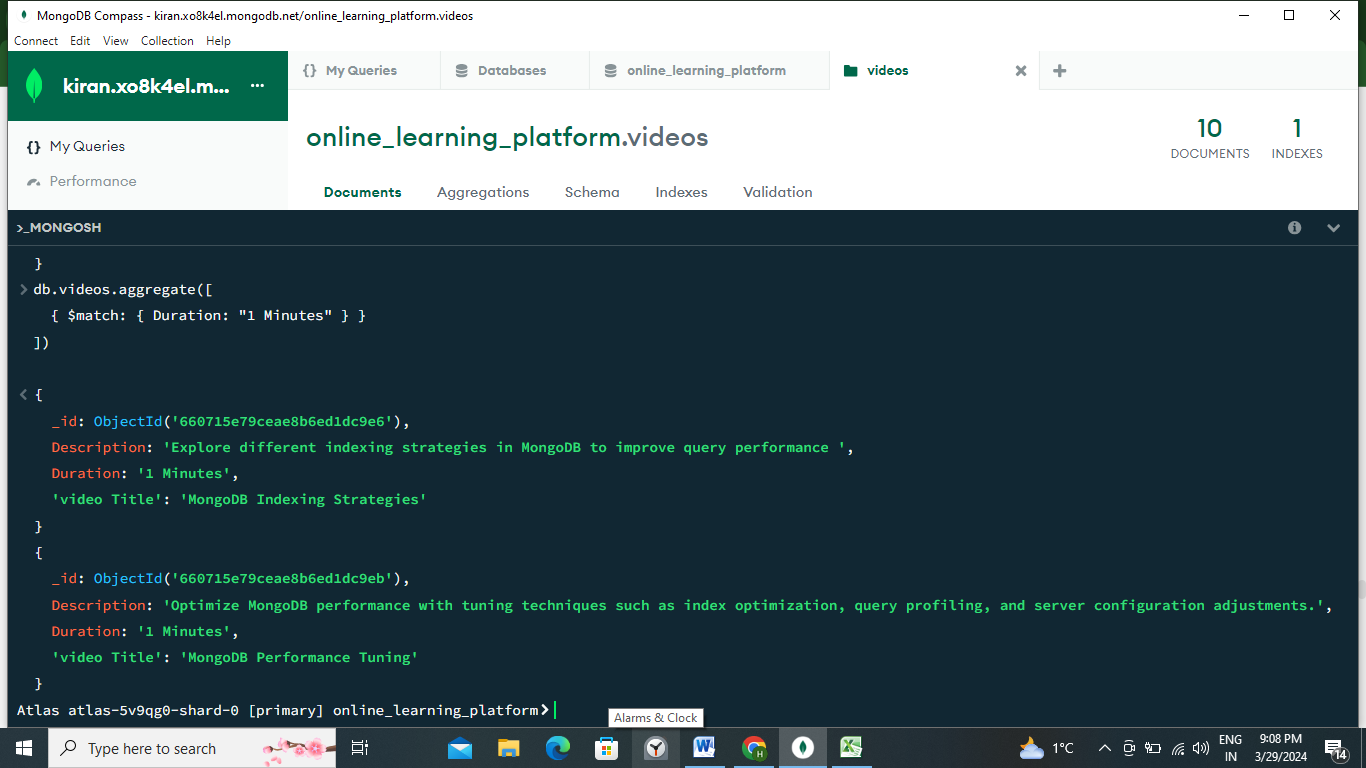 MongoDB Compass - kiran.xo8k4el.mongodb.net/online_learning_platform.videos
Connect Edit View Collection Help
kiran.xo8k4el.m... ...
{} My Queries
Databases
online_learning_platform
videos
{} My Queries
Performance
online_learning_platform.videos
10
DOCUMENTS
1
INDEXES
Documents Aggregations Schema Indexes Validation
>_MONGOSH
}
> db.videos.aggregate([
{ $match: { Duration: "1 Minutes" } }
])
< {
_id: ObjectId('660715e79ceae8b6ed1dc9e6'),
Description: 'Explore different indexing strategies in MongoDB to improve query performance ',
Duration: '1 Minutes',
'video Title': 'MongoDB Indexing Strategies'
}
{
_id: ObjectId('660715e79ceae8b6ed1dc9eb'),
Description: 'Optimize MongoDB performance with tuning techniques such as index optimization, query profiling, and server configuration adjustments.',
Duration: '1 Minutes',
'video Title': 'MongoDB Performance Tuning'
}
Atlas atlas-5v9qg0-shard-0 [primary] online_learning_platform>
Alarms & Clock
Type here to search
1°C
ENG
IN
9:08 PM
3/29/2024
14